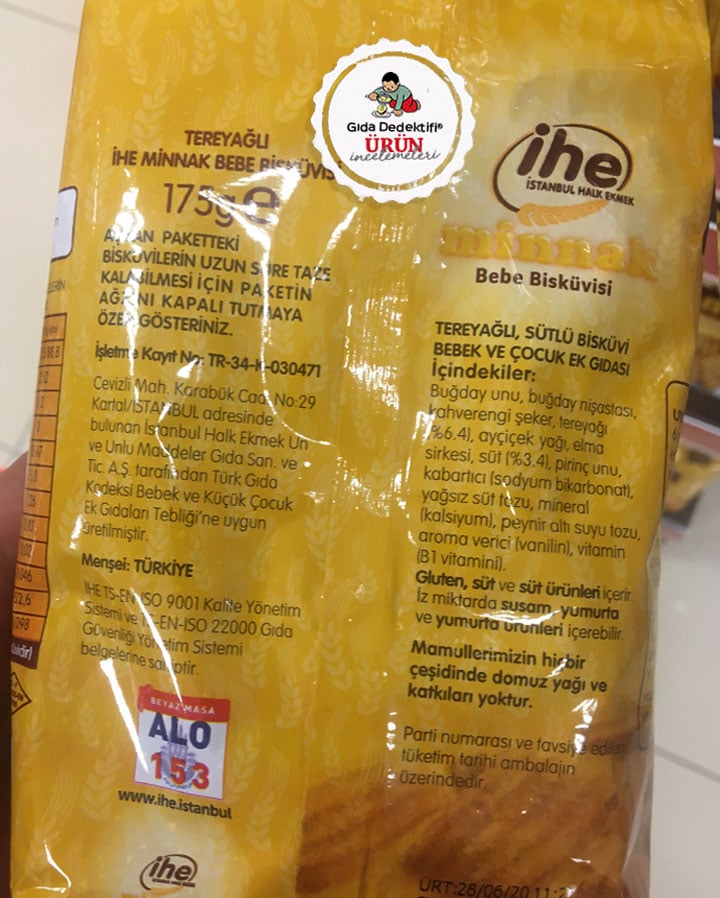 Gıda Dedektifi®
ÜRÜN
incelemeleri
TEREYAĞLI
İHE MİNNAK BEBE BİSKÜVİSİ
175g e
PAKETTEKİ
BİSKÜVİLERİN UZUN SÜRE TAZE
KALABİLMESİ İÇİN PAKETİN
AĞZINI KAPALI TUTMAYA
ÖZEN GÖSTERİNİZ.
İşletme Kayıt No: TR-34-K-030471
Cevizli Mah. Karabük Cad. No:29
Kartal/İSTANBUL adresinde
bulunan İstanbul Halk Ekmek Un
ve Unlu Maddeler Gıda San. ve
Tic. A.Ş. tarafından Türk Gıda
Kodeksi Bebek ve Küçük Çocuk
Ek Gıdaları Tebliği'ne uygun
üretilmiştir.
Menşei: TÜRKİYE
İHE TS-EN-ISO 9001 Kalite Yönetim
Sistemi ve TS-EN-ISO 22000 Gıda
Güvenliği Yönetim Sistemi
belgelerine sahiptir.
BEYAZ MASA
ALO
153
www.ihe.istanbul
ihe
ihe
İSTANBUL HALK EKMEK
minnak
Bebe Bisküvisi
TEREYAĞLI, SÜTLÜ BİSKÜVİ
BEBEK VE ÇOCUK EK GIDASI
İçindekiler:
Buğday unu, buğday nişastası,
kahverengi şeker, tereyağı
(%6.4), ayçiçek yağı, elma
sirkesi, süt (%3.4), pirinç unu,
kabartıcı (sodyum bikarbonat),
yağsız süt tozu, mineral
(kalsiyum), peynir altı suyu tozu,
aroma verici (vanilin), vitamin
(B1 vitamini).
Gluten, süt ve süt ürünleri içerir.
İz miktarda susam, yumurta
ve yumurta ürünleri içerebilir.
Mamullerimizin hiçbir
çeşidinde domuz yağı ve
katkıları yoktur.
Parti numarası ve tavsiye edilen
tüketim tarihi ambalajın
üzerindedir.
ÜRT:28/06/20 11:2